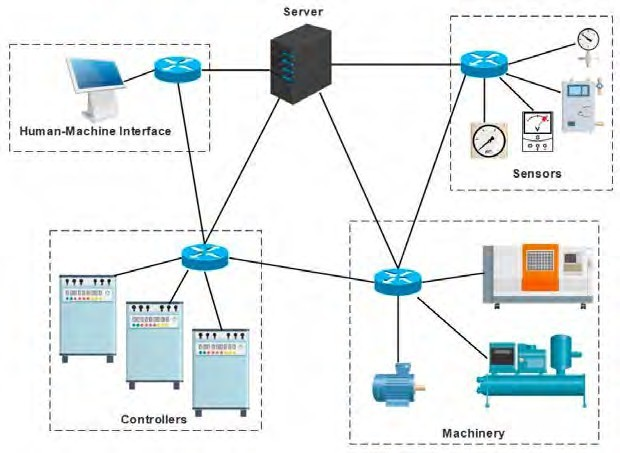 Server
Human-Machine Interface
V
Sensors
Controllers
Machinery